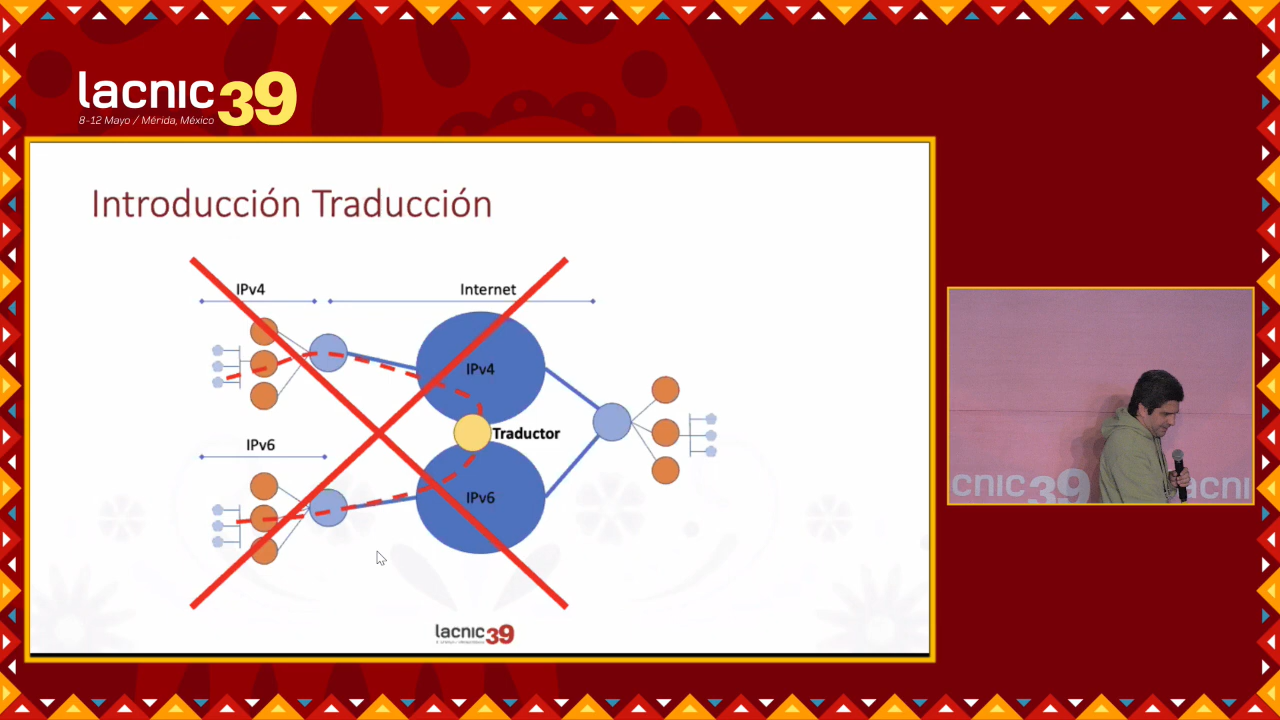 lacnic39
8-12 Mayo / Mérida, México
Introducción Traducción
IPv4
Internet
IPv4
Traductor
IPv6
IPv6
lacnic39
cnic39
acni